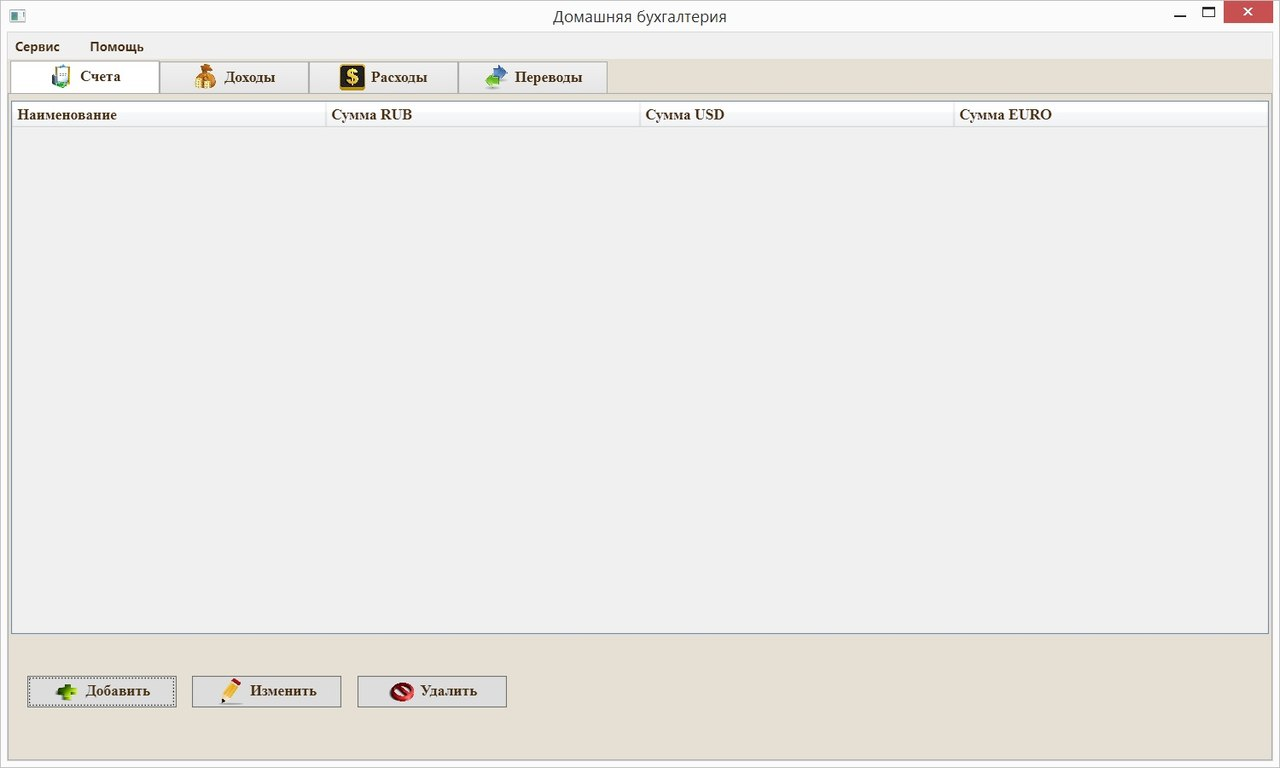 Домашняя бухгалтерия
Сервис Помощь
Счета Доходы $ Расходы Переводы
Наименование Сумма RUB Сумма USD Сумма EURO
Добавить Изменить Удалить